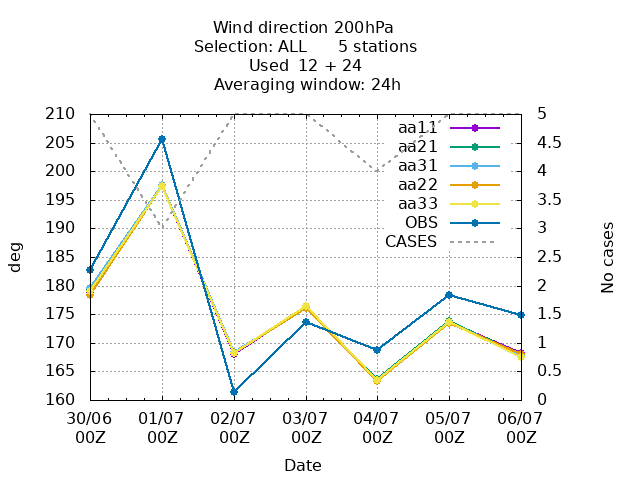 Wind direction 200hPa
Selection: ALL 5 stations
Used 12 + 24
Averaging window: 24h
210
205
200
195
190
185
180
175
170
165
160
deg
5
4.5
4
3.5
3
2.5
2
1.5
1
0.5
0
No cases
aa11
aa21
aa31
aa22
aa33
OBS
CASES
30/06 01/07 02/07 03/07 04/07 05/07 06/07
00Z 00Z 00Z 00Z 00Z 00Z 00Z
Date